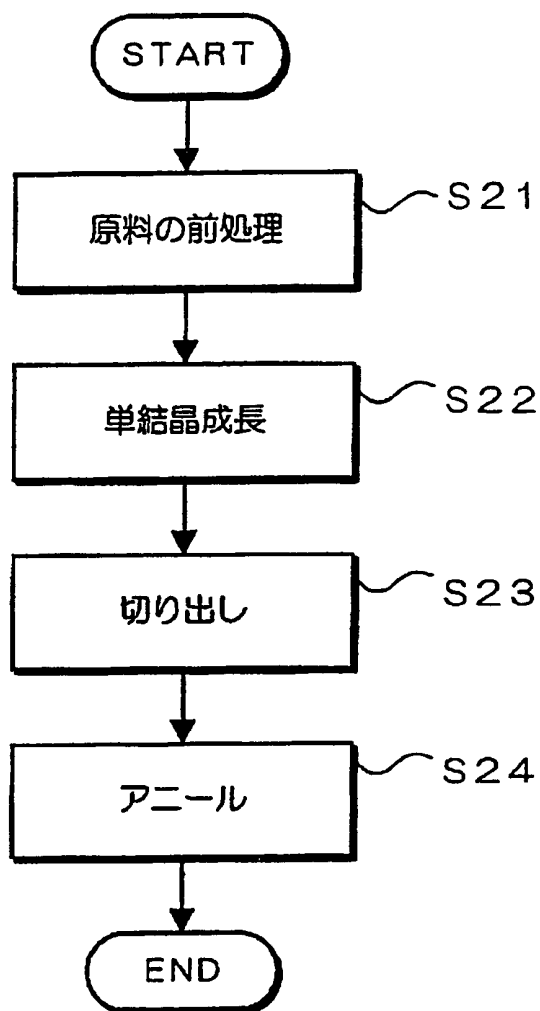 START
原料の前処理
S21
単結晶成長
S22
切り出し
S23
アニール
S24
END